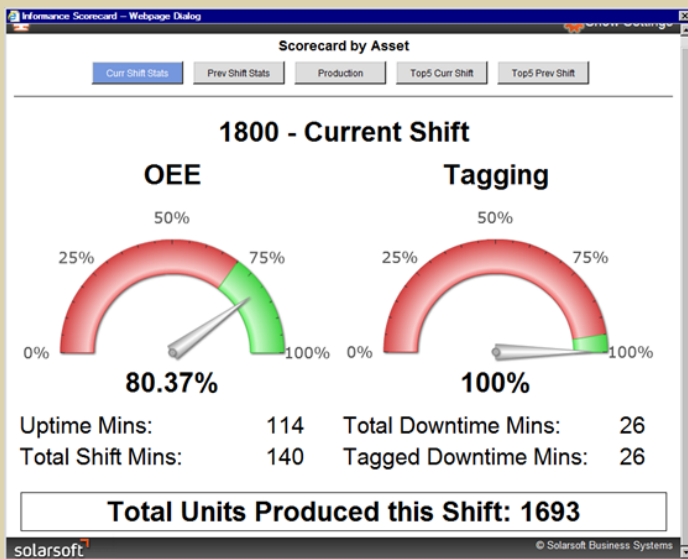 Informance Scorecard -- Webpage Dialog
Show Settings
Scorecard by Asset
Curr Shift Stats Prev Shift Stats Production Top5 Curr Shift Top5 Prev Shift
1800 - Current Shift
OEE Tagging
50% 50%
25% 75% 25% 75%
0% 100% 0% 100%
80.37% 100%
Uptime Mins: 114 Total Downtime Mins: 26
Total Shift Mins: 140 Tagged Downtime Mins: 26
Total Units Produced this Shift: 1693
solarsoft © Solarsoft Business Systems